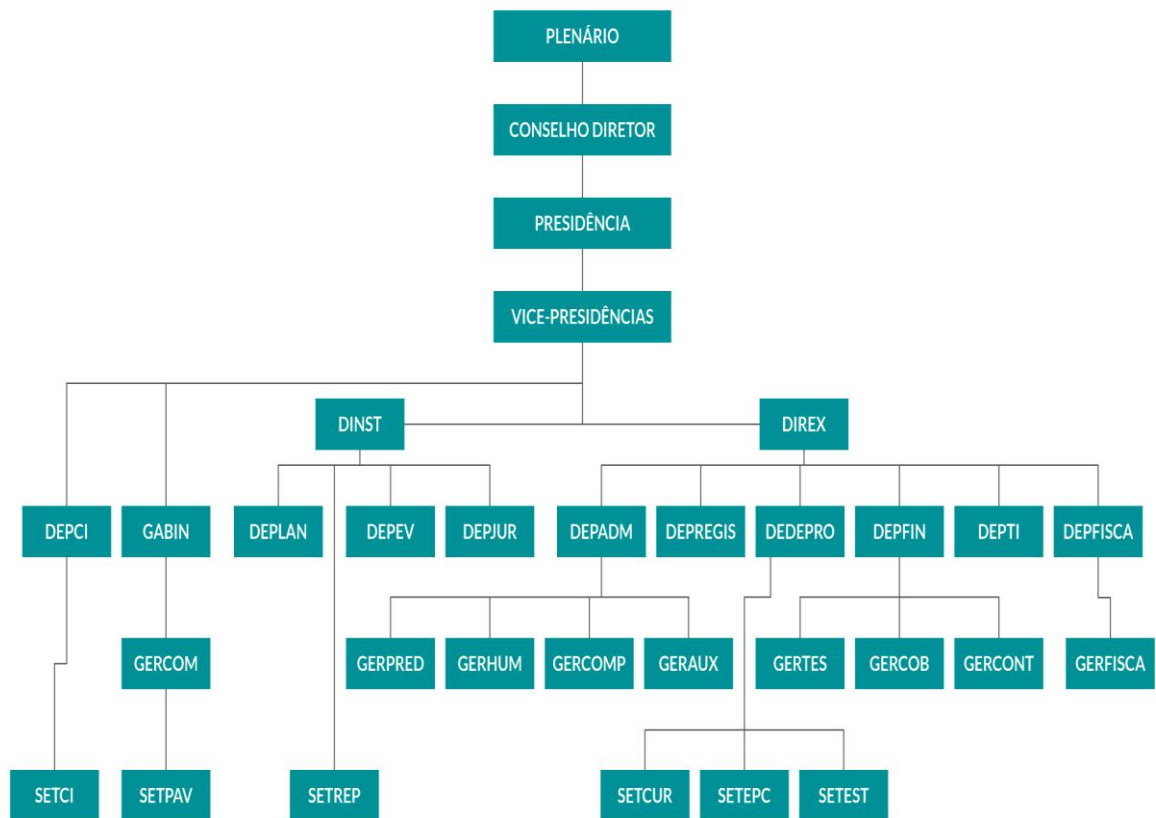 PLENÁRIO
CONSELHO DIRETOR
PRESIDÊNCIA
VICE-PRESIDÊNCIAS
DINST
DIREX
DEPCI
GABIN
DEPLAN
DEPEV
DEPJUR
DEPADM
DEPREGIS
DEDEPRO
DEPFIN
DEPTI
DEPFISCA
GERCOM
GERPRED
GERHUM
GERCOMP
GERAUX
GERTES
GERCOB
GERCONT
GERFISCA
SETCI
SETPAV
SETREP
SETCUR
SETEPC
SETEST